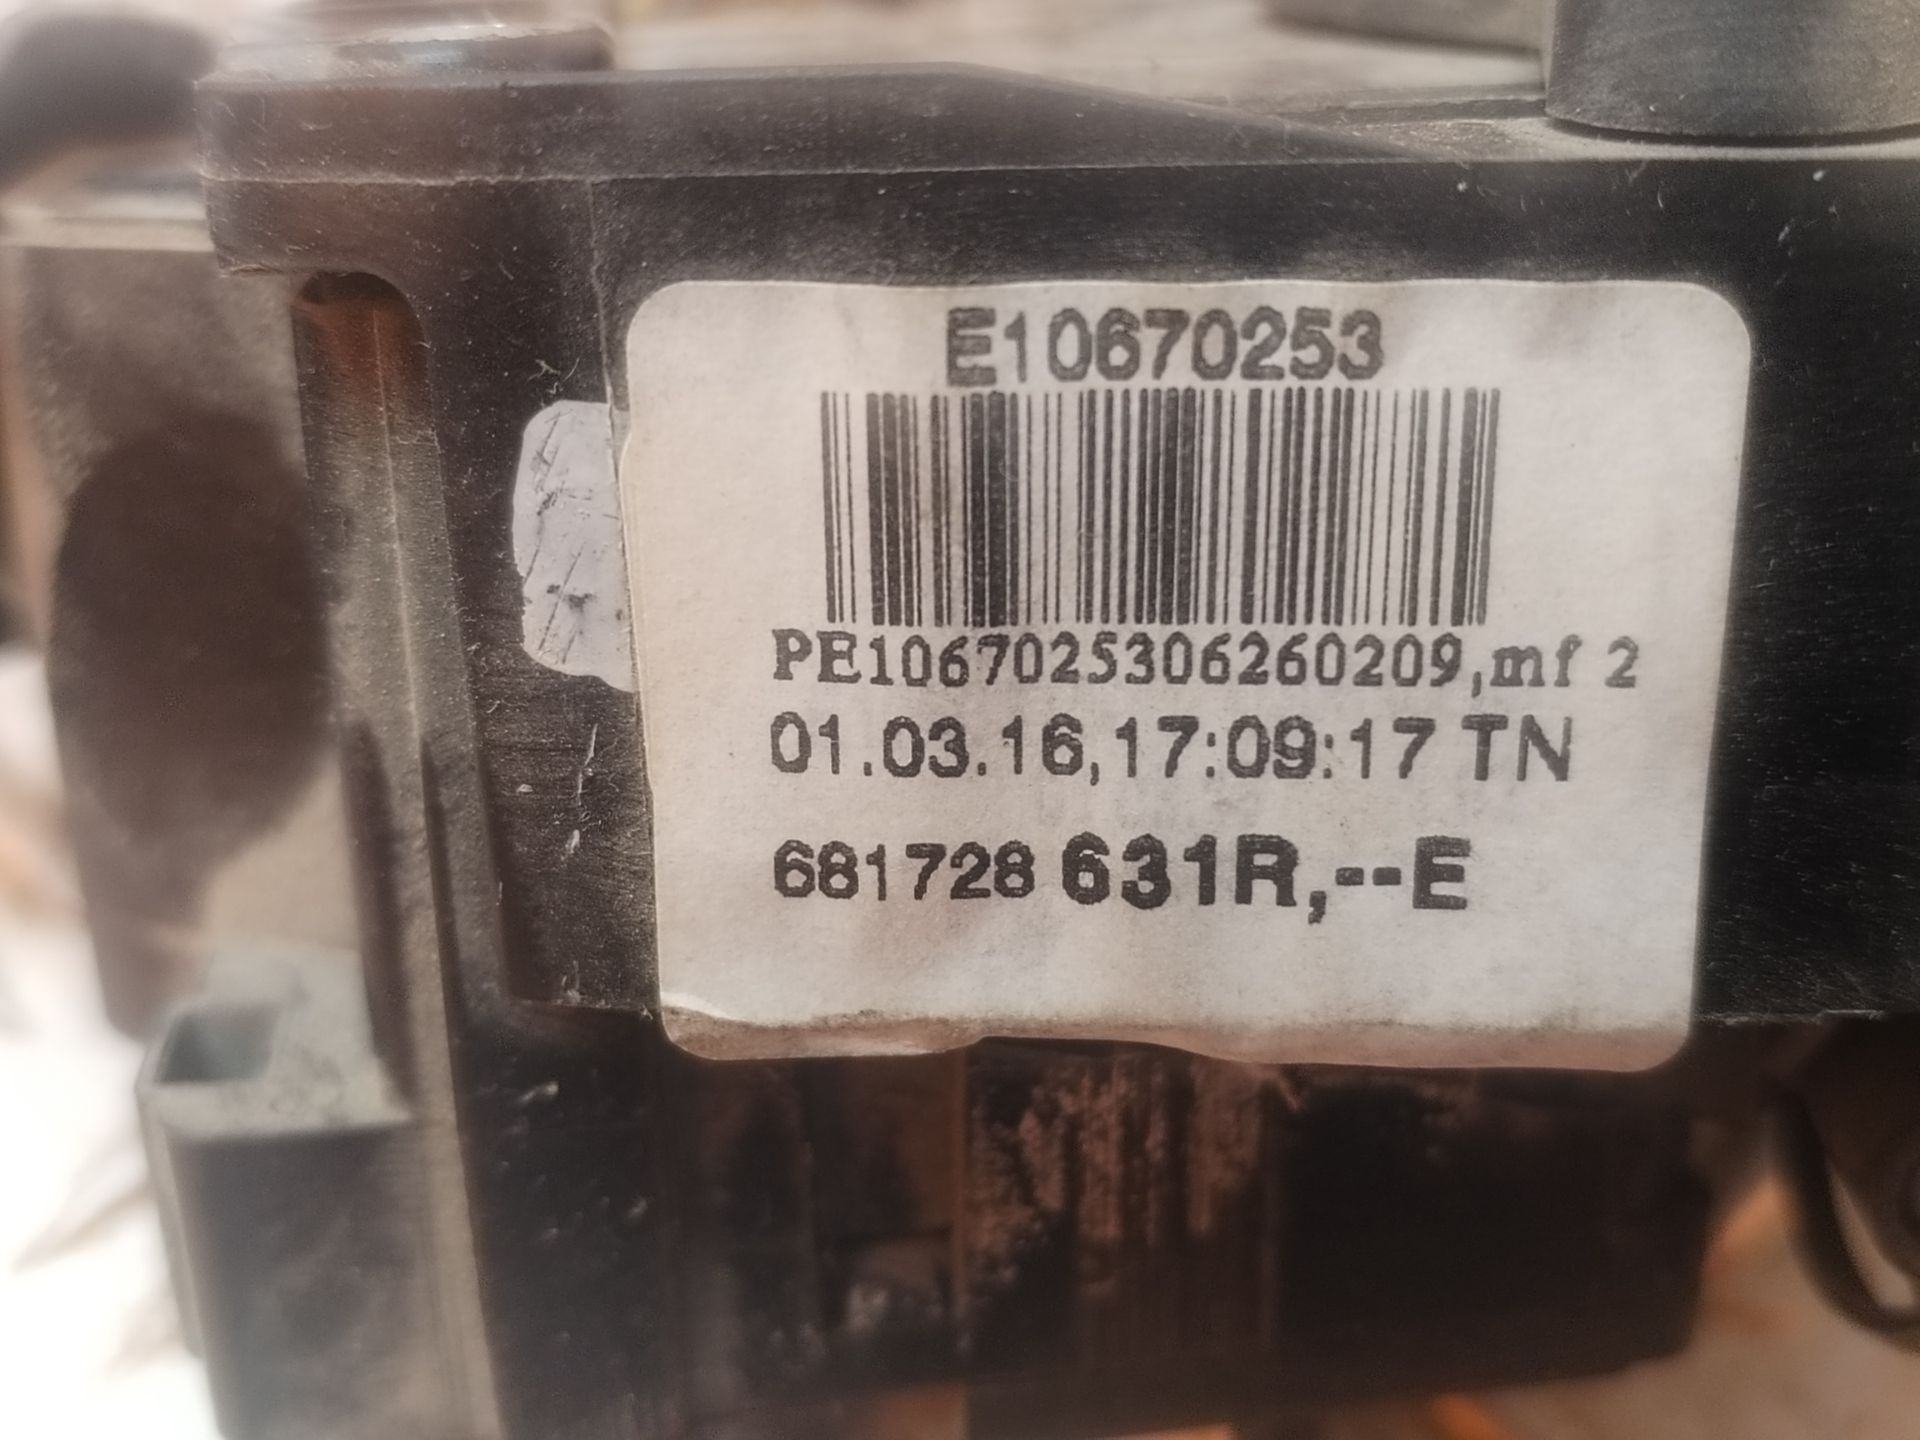 E10670253
PE1067025306260209,mf 2
01.03.16,17:09:17 TN
681728 631R,--E